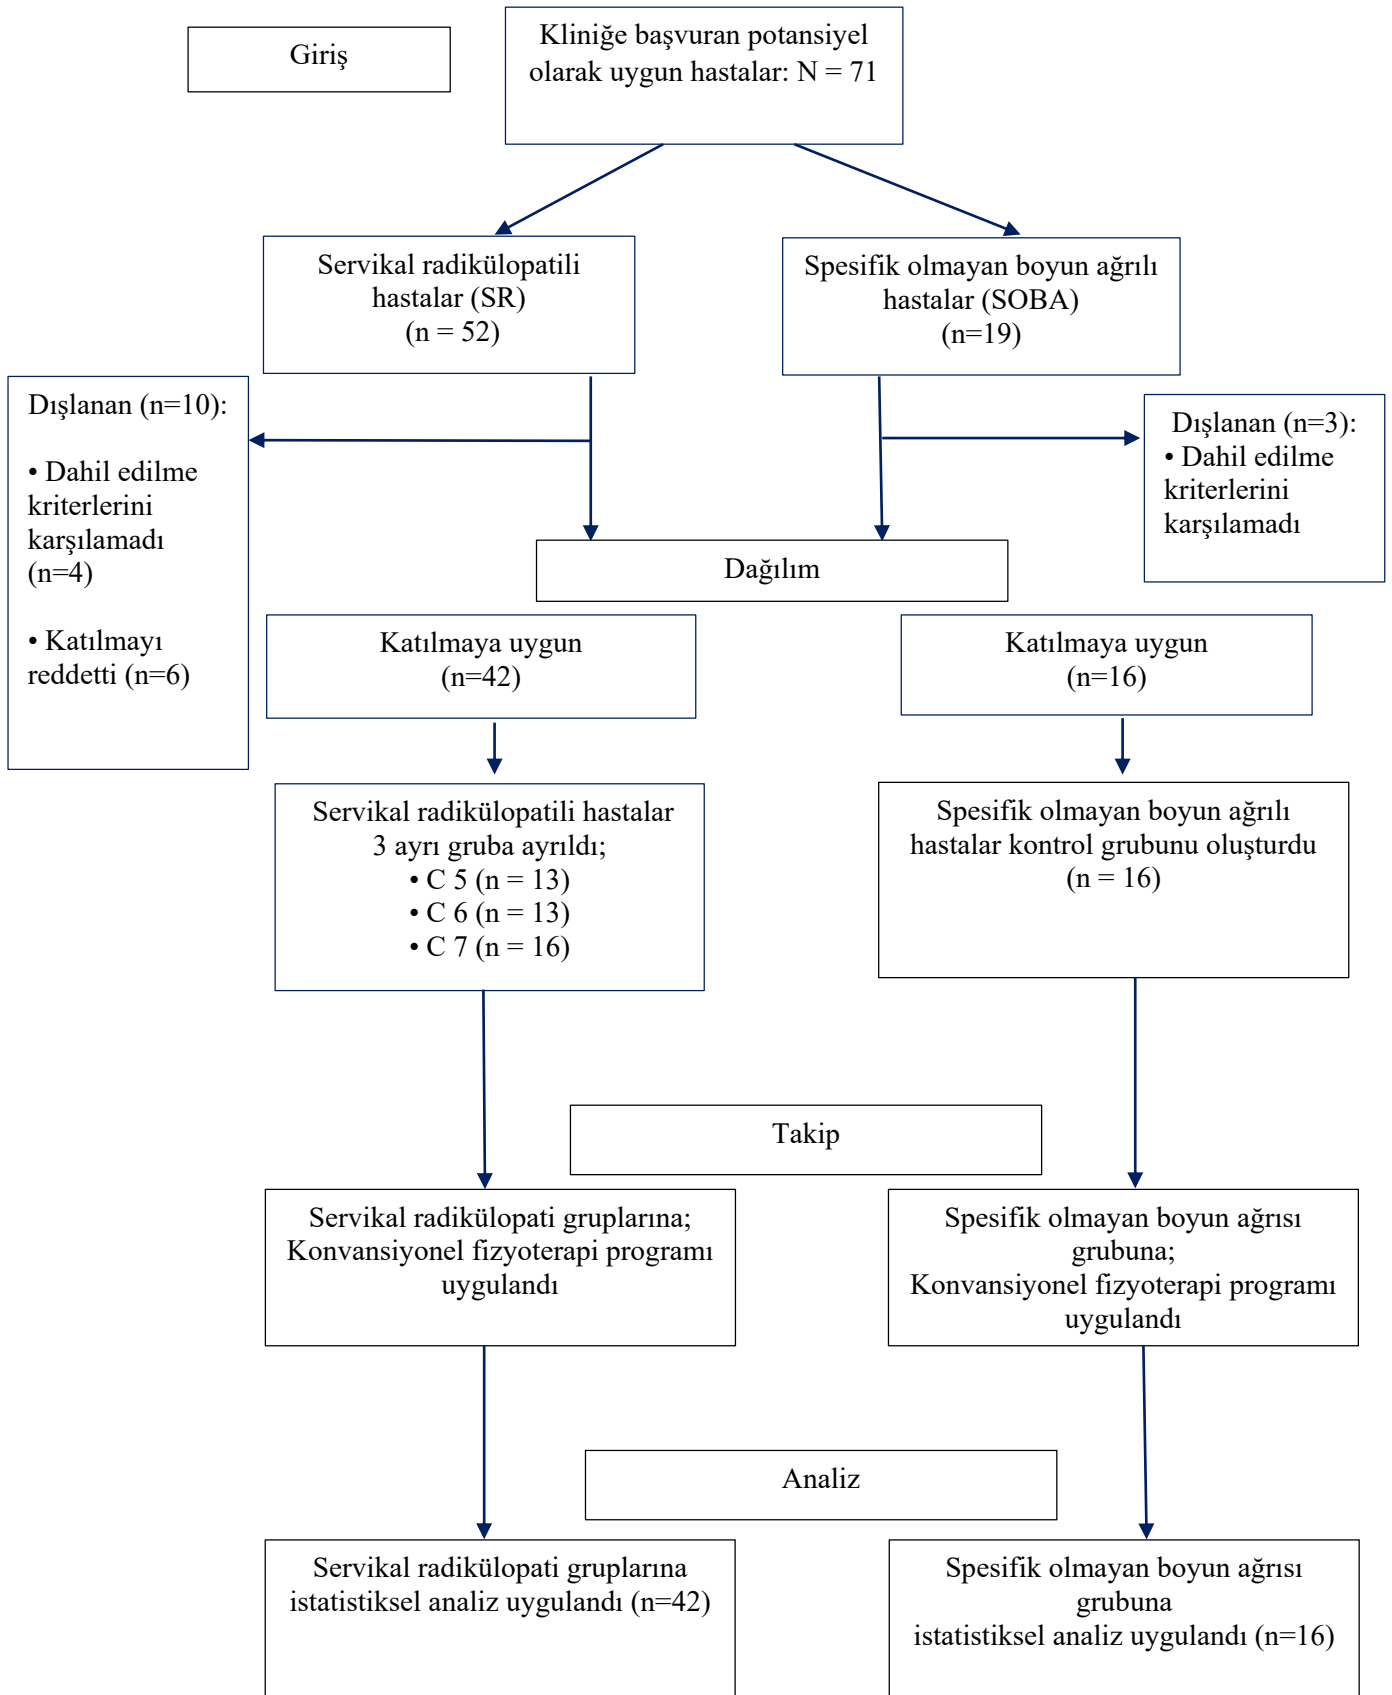 Giriş
Kliniğe başvuran potansiyel
olarak uygun hastalar: N = 71
Servikal radikülopatili
hastalar (SR)
(n = 52)
Spesifik olmayan boyun ağrılı
hastalar (SOBA)
(n=19)
Dışlanan (n=10):
• Dahil edilme
kriterlerini
karşılamadı
(n=4)
• Katılmayı
reddetti (n=6)
Dışlanan (n=3):
• Dahil edilme
kriterlerini
karşılamadı
Dağılım
Katılmaya uygun
(n=42)
Katılmaya uygun
(n=16)
Servikal radikülopatili hastalar
3 ayrı gruba ayrıldı;
• C 5 (n = 13)
• C 6 (n = 13)
• C 7 (n = 16)
Spesifik olmayan boyun ağrılı
hastalar kontrol grubunu oluşturdu
(n = 16)
Takip
Servikal radikülopati gruplarına;
Konvansiyonel fizyoterapi programı
uygulandı
Spesifik olmayan boyun ağrısı
grubuna;
Konvansiyonel fizyoterapi programı
uygulandı
Analiz
Servikal radikülopati gruplarına
istatistiksel analiz uygulandı (n=42)
Spesifik olmayan boyun ağrısı
grubuna
istatistiksel analiz uygulandı (n=16)